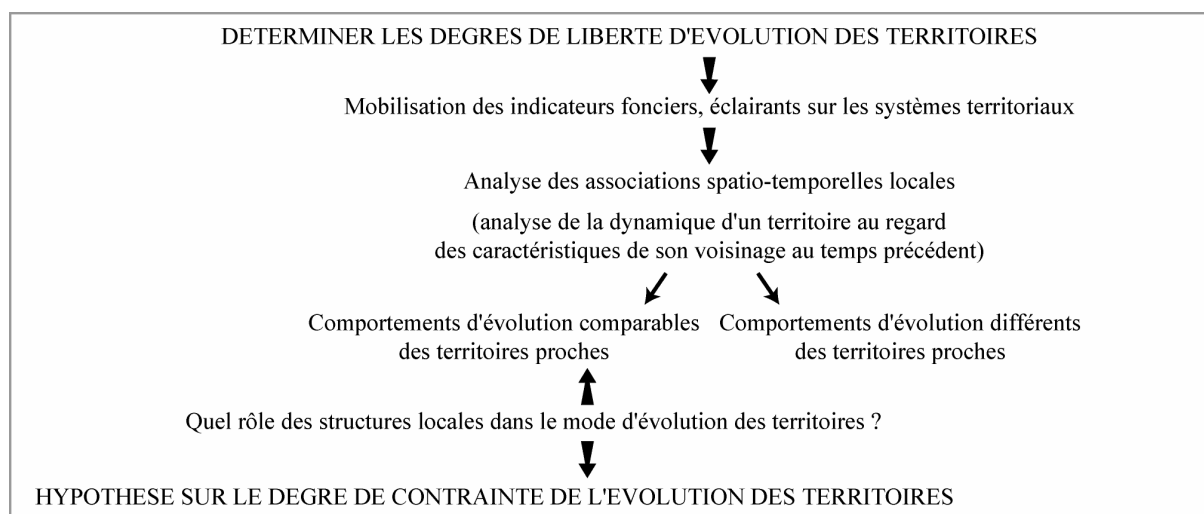 DETERMINER LES DEGRES DE LIBERTE D'EVOLUTION DES TERRITOIRES
Mobilisation des indicateurs fonciers, éclairants sur les systèmes territoriaux
Analyse des associations spatio-temporelles locales
(analyse de la dynamique d'un territoire au regard
des caractéristiques de son voisinage au temps précédent)
Comportements d'évolution comparables
des territoires proches
Comportements d'évolution différents
des territoires proches
Quel rôle des structures locales dans le mode d'évolution des territoires ?
HYPOTHESE SUR LE DEGRE DE CONTRAINTE DE L'EVOLUTION DES TERRITOIRES